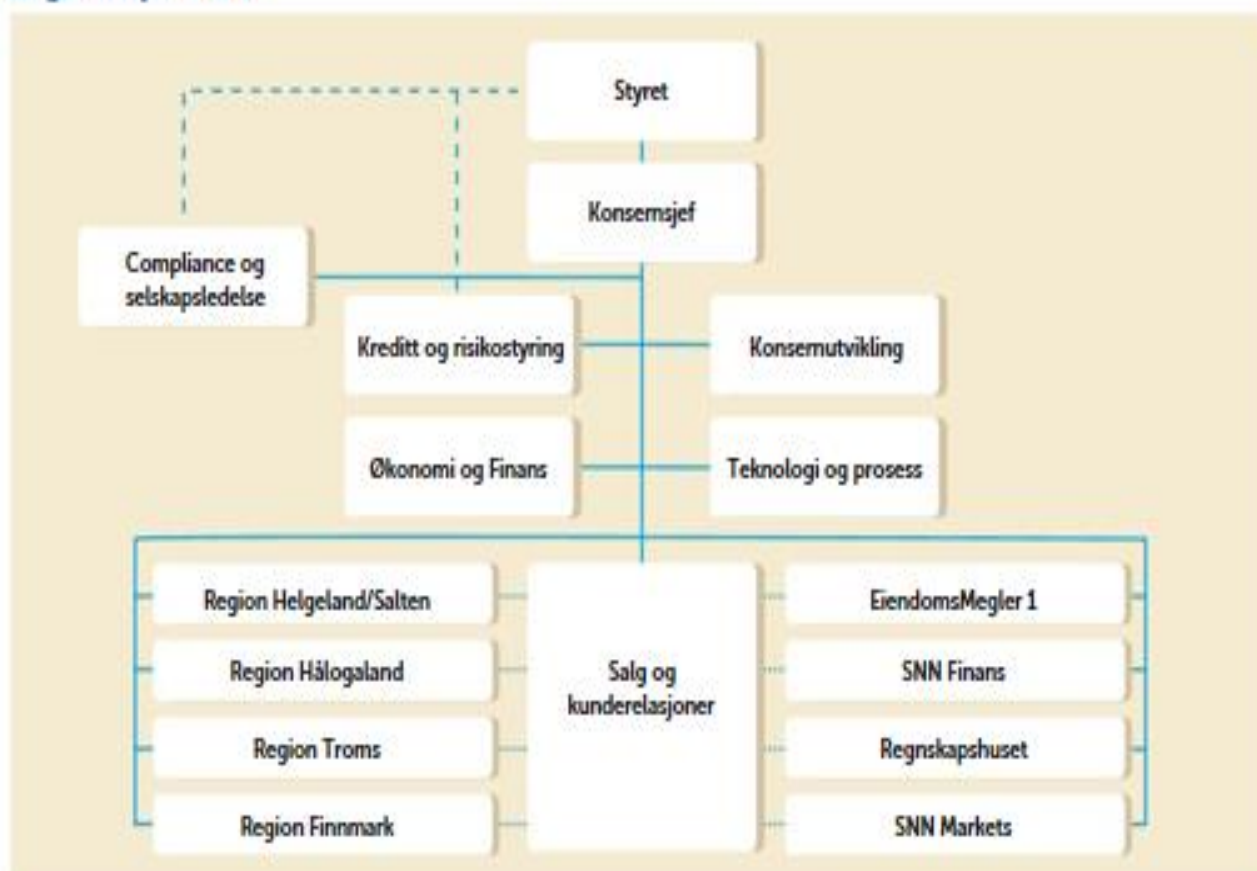 Styret
Konsernsjef
Compliance og
selskapsledelse
Kreditt og risikostyring
Konsernutvikling
Økonomi og Finans
Teknologi og prosess
Region Helgeland/Salten
EiendomsMegler 1
Region Hålogaland
Salg og
kunderelasjoner
SNN Finans
Region Troms
Regnskapshuset
Region Finnmark
SNN Markets